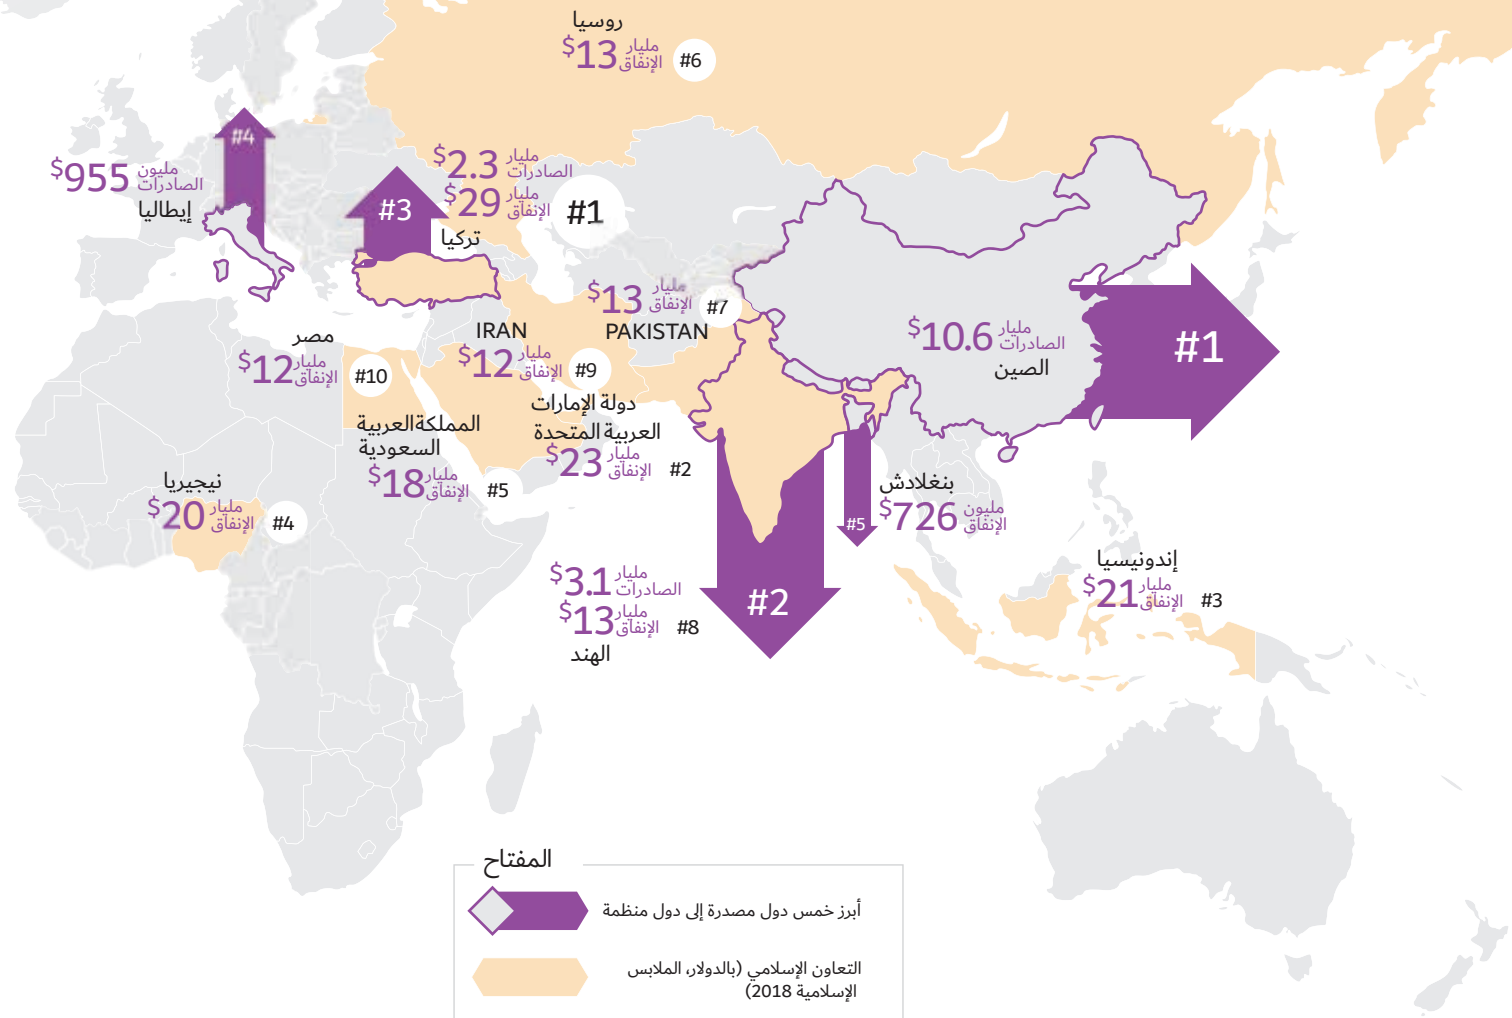 روسيا
$13 مليار الإنفاق
#6
#4
$955 مليون الصادرات
إيطاليا
#3
$2.3 مليار الصادرات
$29 مليار الإنفاق
#1
تركيا
$13 مليار الإنفاق
#7
PAKISTAN
IRAN
$12 مليار الإنفاق
#9
مصر
$12 مليار الإنفاق
#10
$10.6 مليار الصادرات
الصين
#1
دولة الإمارات
العربية المتحدة
$23 مليار الإنفاق
#2
المملكة العربية
السعودية
$18 مليار الإنفاق
#5
نيجيريا
$20 مليار الإنفاق
#4
بنغلادش
$726 مليون الإنفاق
#5
إندونيسيا
$21 مليار الإنفاق
#3
$3.1 مليار الصادرات
$13 مليار الإنفاق
#8
الهند
#2
المفتاح
أبرز خمس دول مصدرة إلى دول منظمة
التعاون الإسلامي (بالدولار، الملابس
الإسلامية 2018)